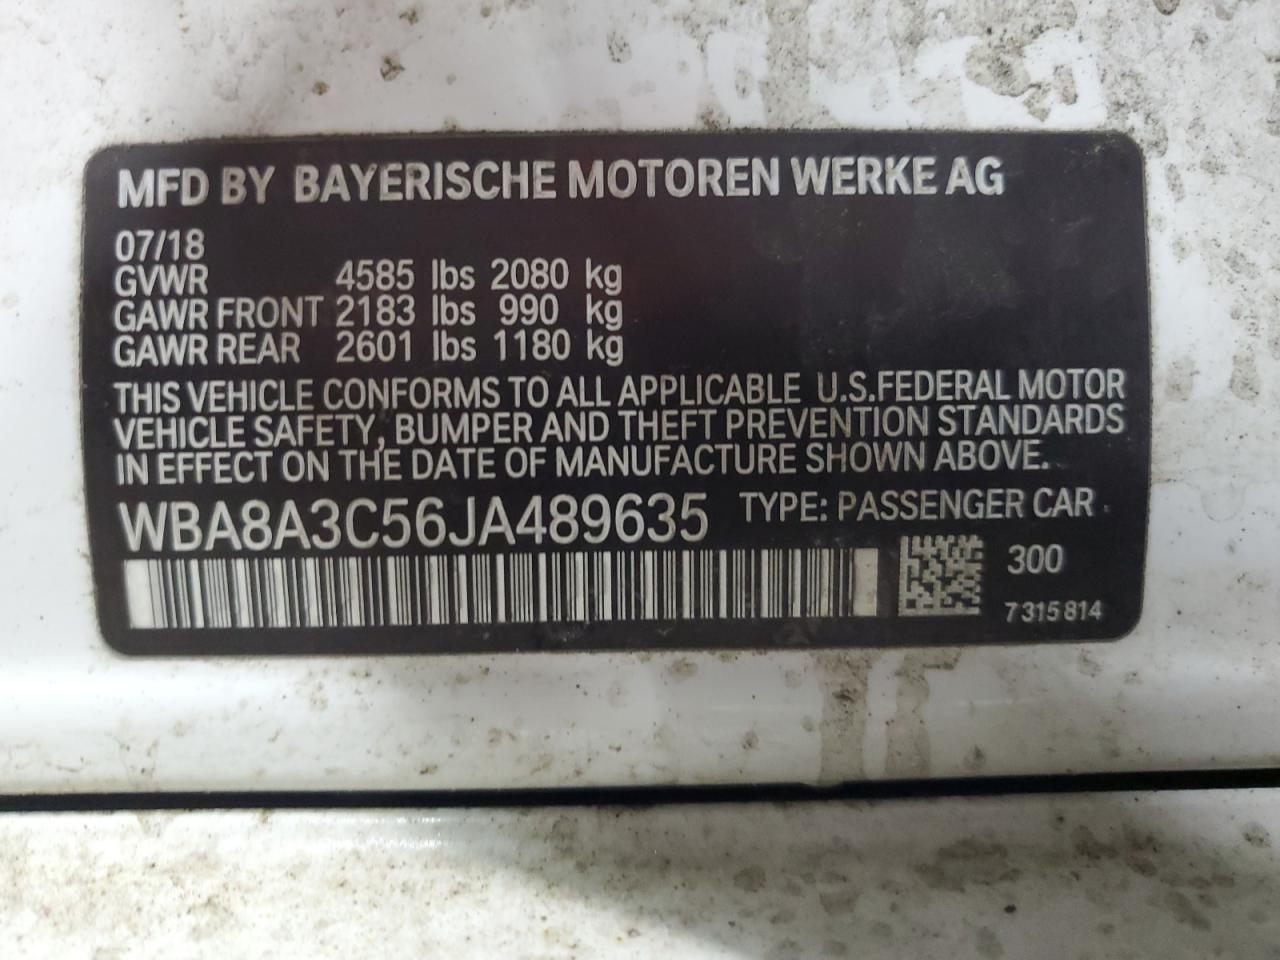 MFD BY BAYERISCHE MOTOREN WERKE AG
07/18
GVWR 4585 lbs 2080 kg
GAWR FRONT 2183 lbs 990 kg
GAWR REAR 2601 lbs 1180 kg
THIS VEHICLE CONFORMS TO ALL APPLICABLE U.S.FEDERAL MOTOR
VEHICLE SAFETY, BUMPER AND THEFT PREVENTION STANDARDS
IN EFFECT ON THE DATE OF MANUFACTURE SHOWN ABOVE.
WBA8A3C56JA489635 TYPE: PASSENGER CAR
300
7315814